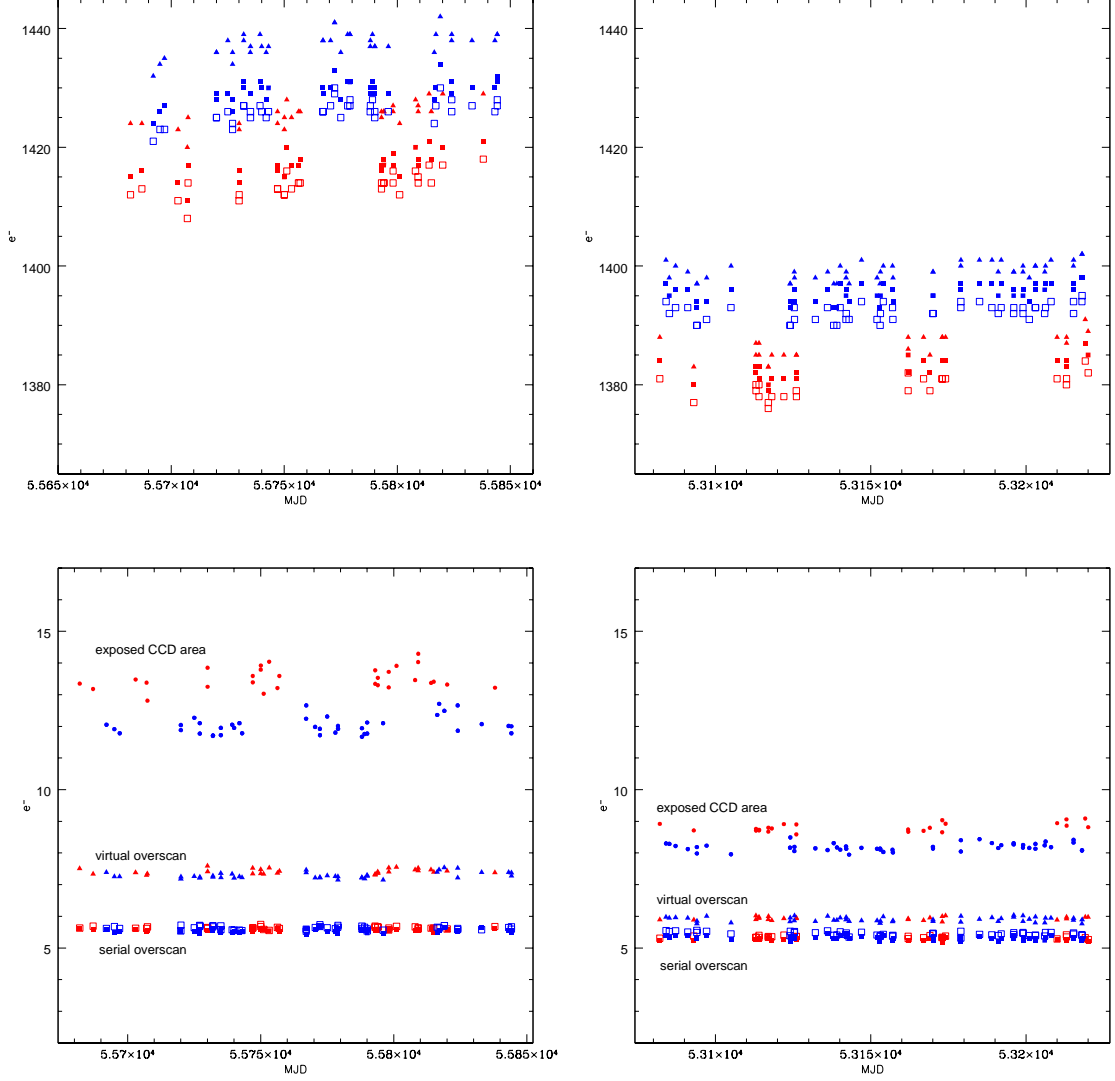 1440
1420
1400
1380
e⁻
5.565×10⁴ 5.57×10⁴ 5.575×10⁴ 5.58×10⁴ 5.585×10⁴
MJD
1440
1420
1400
1380
e⁻
5.31×10⁴ 5.315×10⁴ 5.32×10⁴
MJD
15
10
5
e⁻
exposed CCD area
virtual overscan
serial overscan
5.57×10⁴ 5.575×10⁴ 5.58×10⁴ 5.585×10⁴
MJD
15
10
5
e⁻
exposed CCD area
virtual overscan
serial overscan
5.31×10⁴ 5.315×10⁴ 5.32×10⁴
MJD